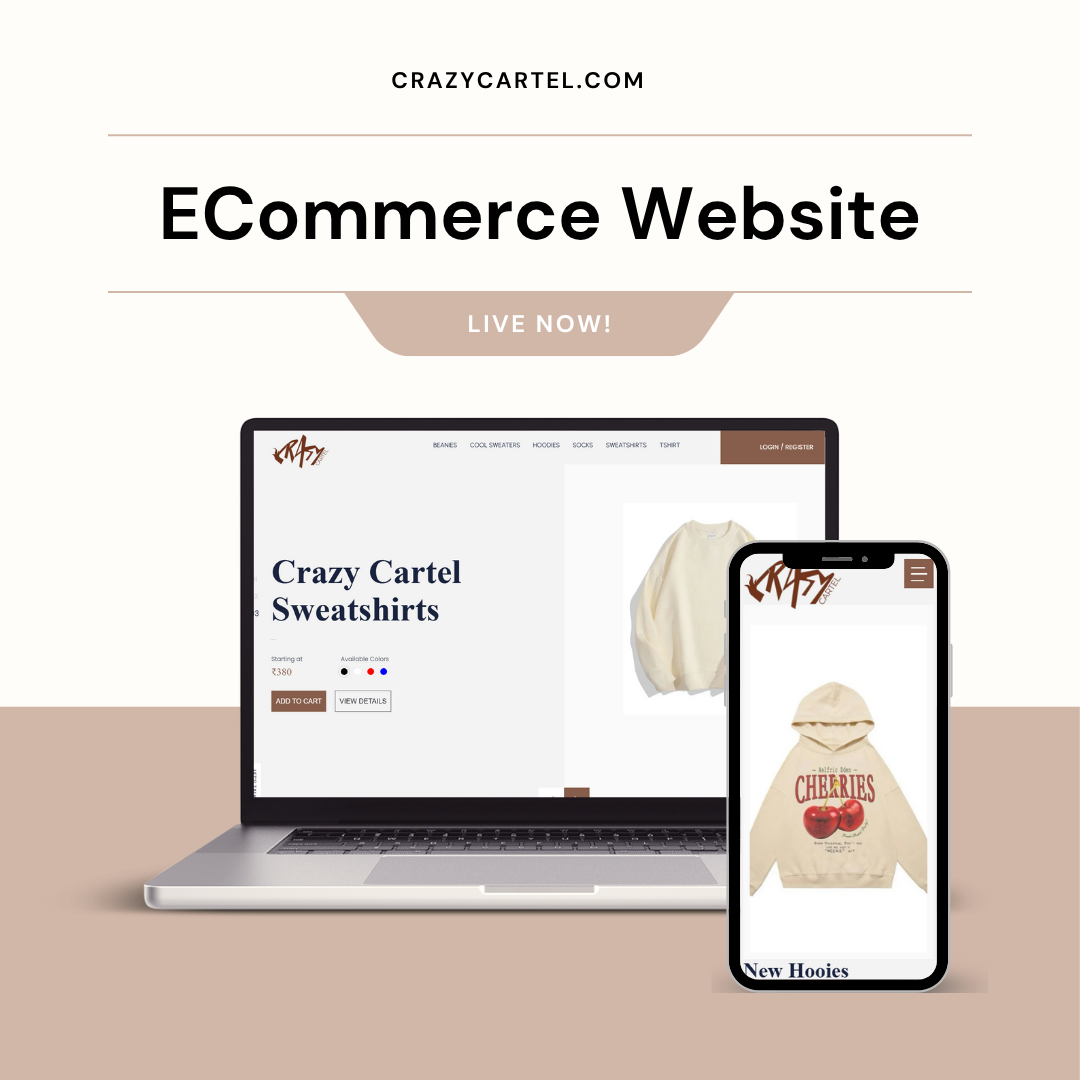 CRAZYCARTEL.COM
ECommerce Website
LIVE NOW!
CRAZY CARTEL
BEANIES COOL SWEATERS HOODIES SOCKS SWEATSHIRTS TSHIRT
LOGIN / REGISTER
Crazy Cartel
Sweatshirts
Starting at Available Colors
₹380
ADD TO CART VIEW DETAILS
CRAZY CARTEL
CHERRIES
New Hooies